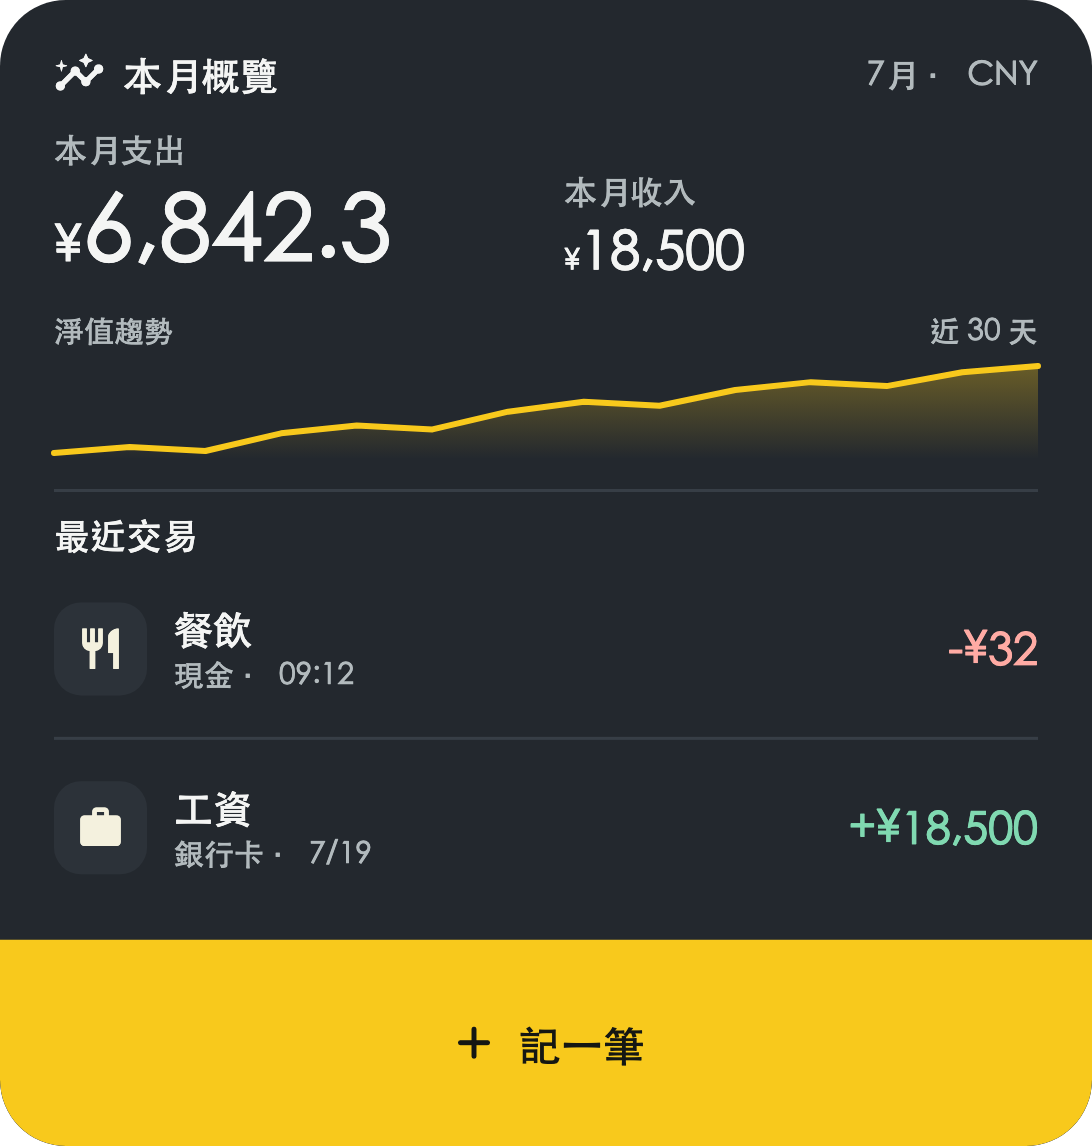 本月概覽
7月 · CNY
本月支出
¥6,842.3
本月收入
¥18,500
淨值趨勢
近 30 天
最近交易
餐飲
現金 · 09:12
-¥32
工資
銀行卡 · 7/19
+¥18,500
+ 記一筆